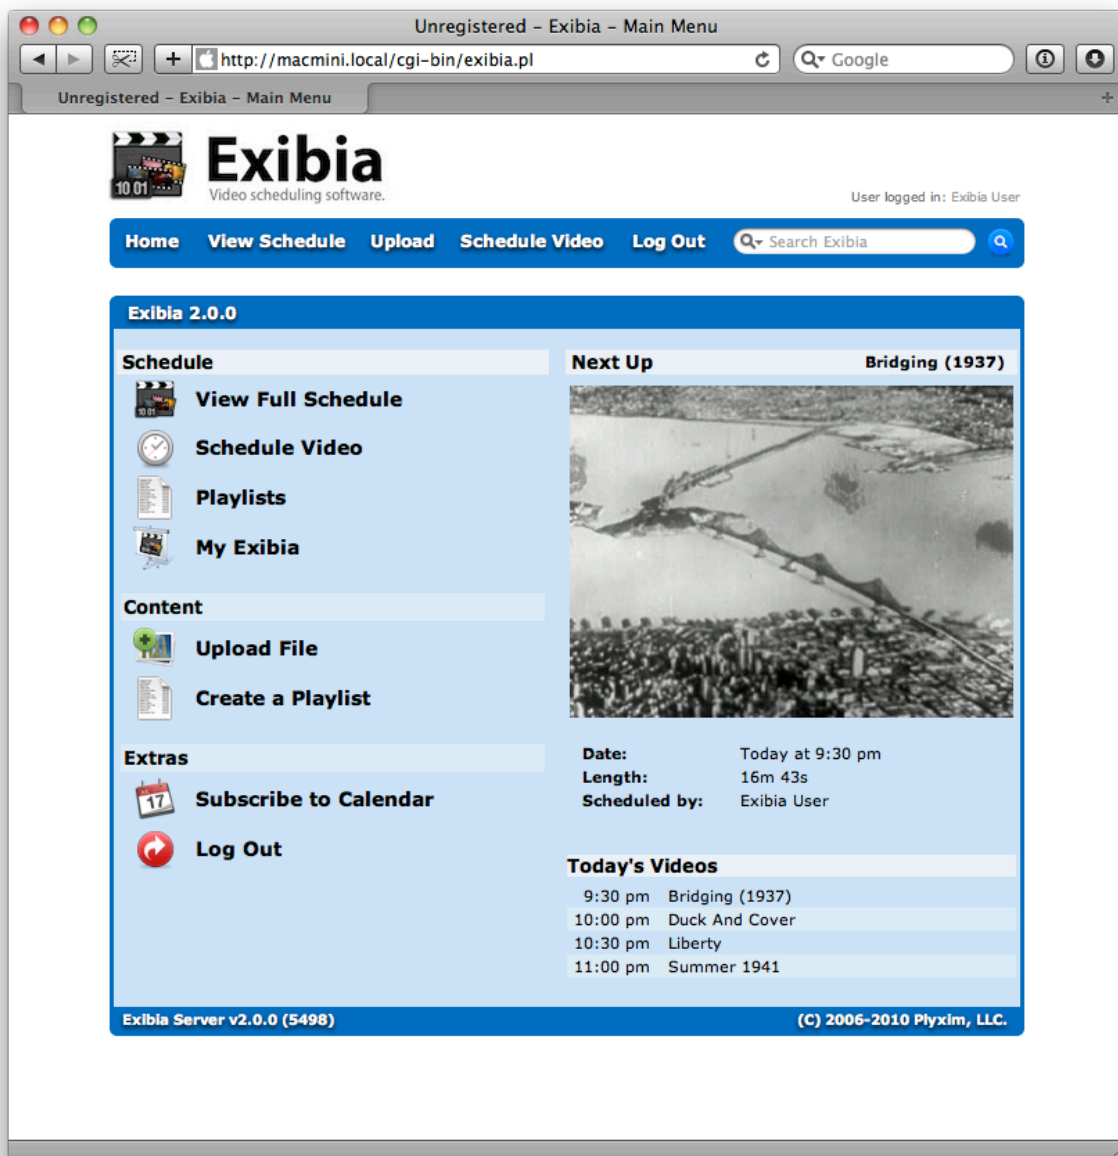 Unregistered – Exibia – Main Menu
http://macmini.local/cgi-bin/exibia.pl
Google
Unregistered – Exibia – Main Menu
10 01
Exibia
Video scheduling software.
User logged in: Exibia User
Home View Schedule Upload Schedule Video Log Out Search Exibia
Exibia 2.0.0
Schedule
View Full Schedule
Schedule Video
Playlists
My Exibia
Content
Upload File
Create a Playlist
Extras
17
Subscribe to Calendar
Log Out
Next Up Bridging (1937)
Date: Today at 9:30 pm
Length: 16m 43s
Scheduled by: Exibia User
Today's Videos
9:30 pm Bridging (1937)
10:00 pm Duck And Cover
10:30 pm Liberty
11:00 pm Summer 1941
Exibia Server v2.0.0 (5498) (C) 2006-2010 Plyxim, LLC.